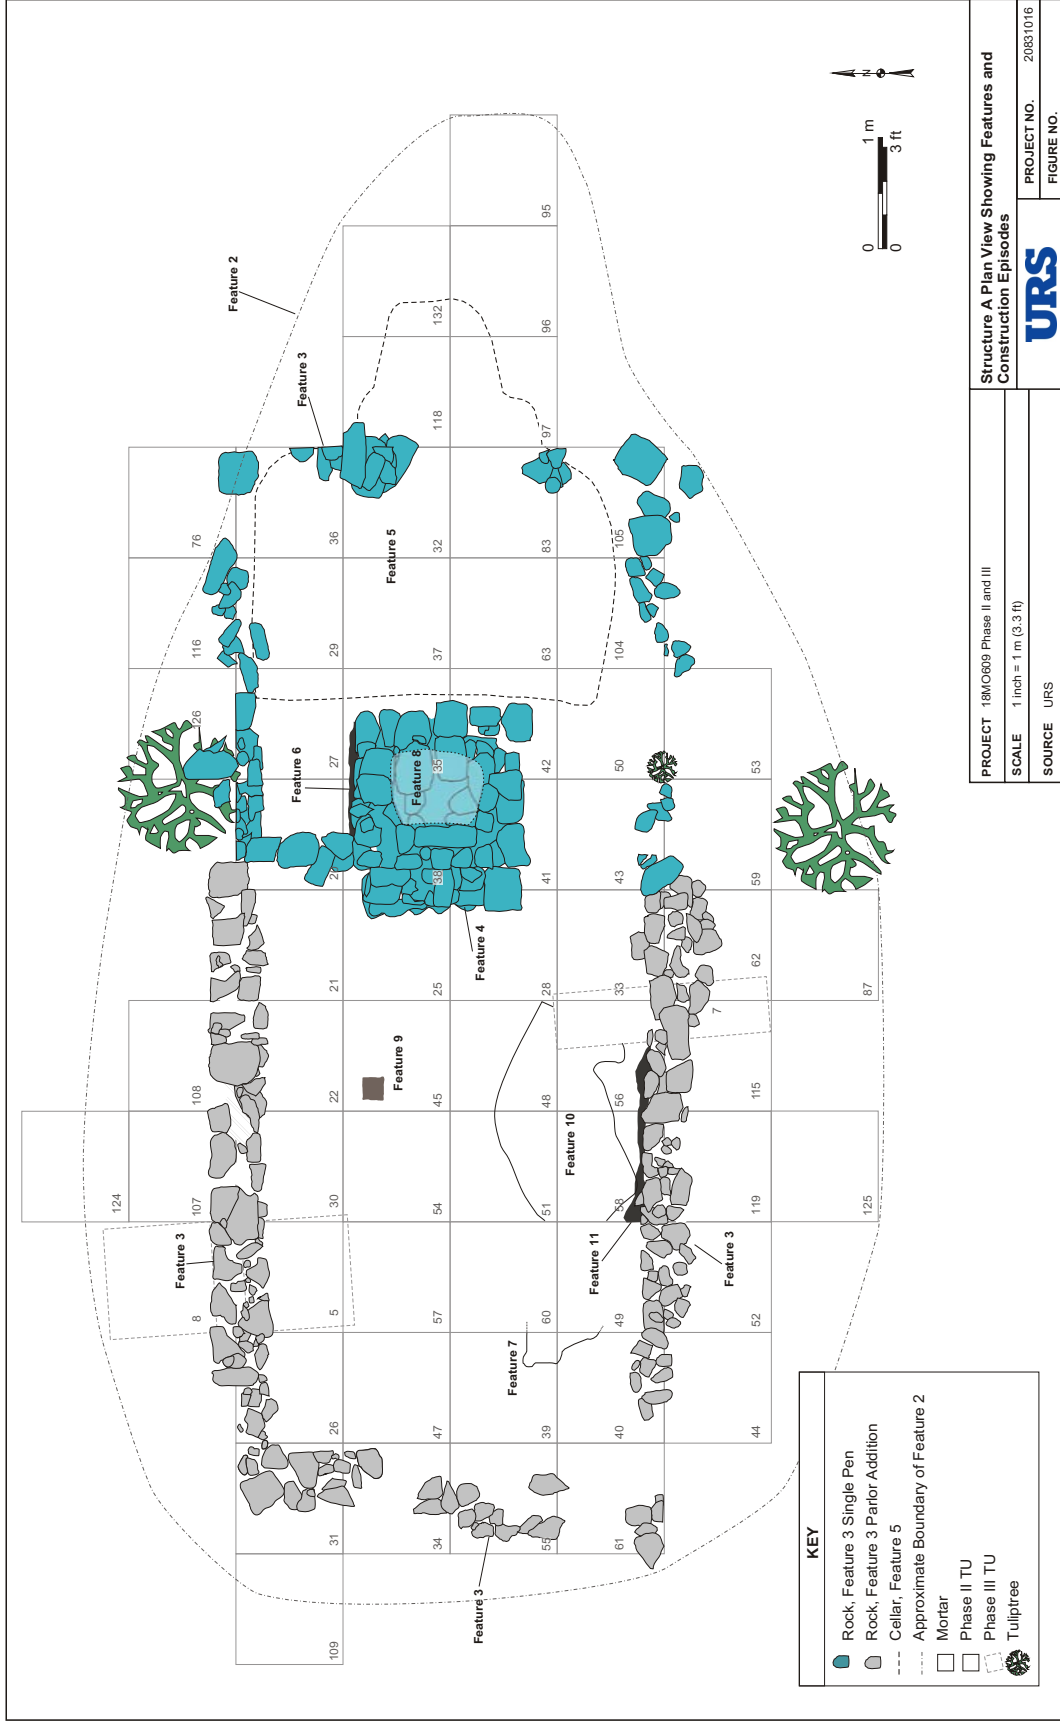 Feature 2
95
132
96
Feature 3
118
97
76
36
Feature 5
32
83
105
116
29
37
63
104
126
27
Feature 6
Feature 8
35
42
50
53
38
41
43
59
Feature 4
21
25
28
33
62
87
7
Feature 9
108
22
45
48
56
115
Feature 10
124
107
30
54
51
58
119
125
Feature 3
Feature 11
Feature 3
8
5
57
60
49
52
Feature 7
26
47
39
40
44
31
34
55
61
Feature 3
109
N
0 1 m
0 3 ft
KEY
Rock, Feature 3 Single Pen
Rock, Feature 3 Parlor Addition
Cellar, Feature 5
Approximate Boundary of Feature 2
Mortar
Phase II TU
Phase III TU
Tuliptree
PROJECT 18MO609 Phase II and III
SCALE 1 inch = 1 m (3.3 ft)
SOURCE URS
Structure A Plan View Showing Features and
Construction Episodes
URS
PROJECT NO. 20831016
FIGURE NO.